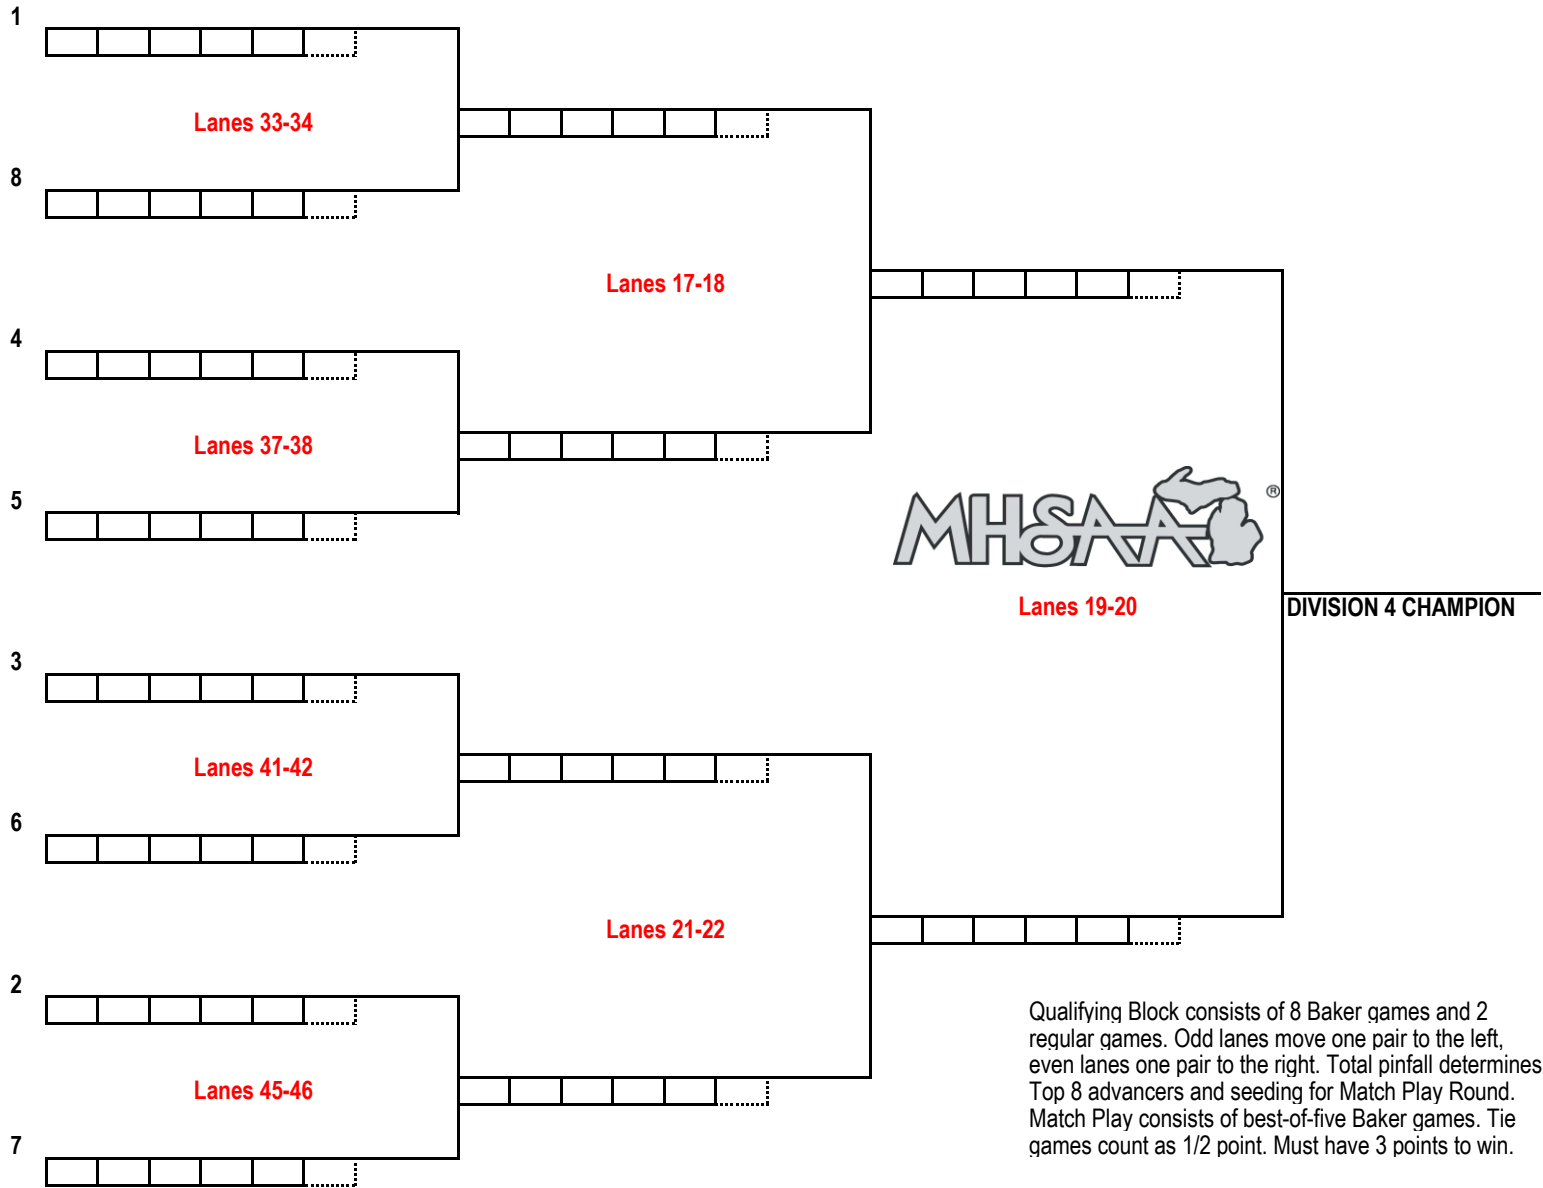 1
Lanes 33-34
8
Lanes 17-18
4
Lanes 37-38
5
MHSAA®
Lanes 19-20
DIVISION 4 CHAMPION
3
Lanes 41-42
6
Lanes 21-22
2
Lanes 45-46
7
Qualifying Block consists of 8 Baker games and 2
regular games. Odd lanes move one pair to the left,
even lanes one pair to the right. Total pinfall determines
Top 8 advancers and seeding for Match Play Round.
Match Play consists of best-of-five Baker games. Tie
games count as 1/2 point. Must have 3 points to win.